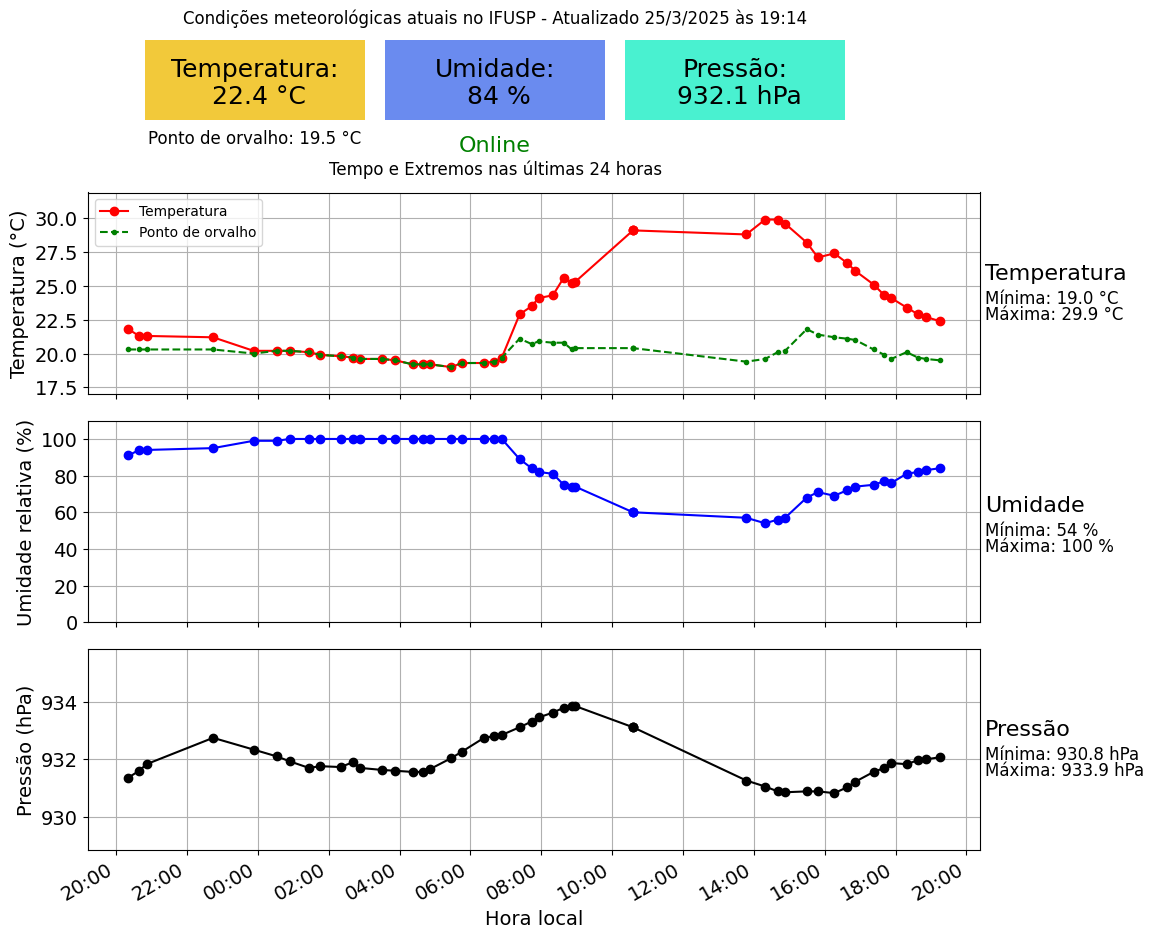 Condições meteorológicas atuais no IFUSP - Atualizado 25/3/2025 às 19:14
Temperatura:
22.4 °C
Umidade:
84 %
Pressão:
932.1 hPa
Ponto de orvalho: 19.5 °C
Online
Tempo e Extremos nas últimas 24 horas
Temperatura (°C)
30.0
27.5
25.0
22.5
20.0
17.5
Temperatura
Ponto de orvalho
Temperatura
Mínima: 19.0 °C
Máxima: 29.9 °C
Umidade relativa (%)
100
80
60
40
20
0
Umidade
Mínima: 54 %
Máxima: 100 %
Pressão (hPa)
934
932
930
Pressão
Mínima: 930.8 hPa
Máxima: 933.9 hPa
20:00
22:00
00:00
02:00
04:00
06:00
08:00
10:00
12:00
14:00
16:00
18:00
20:00
Hora local